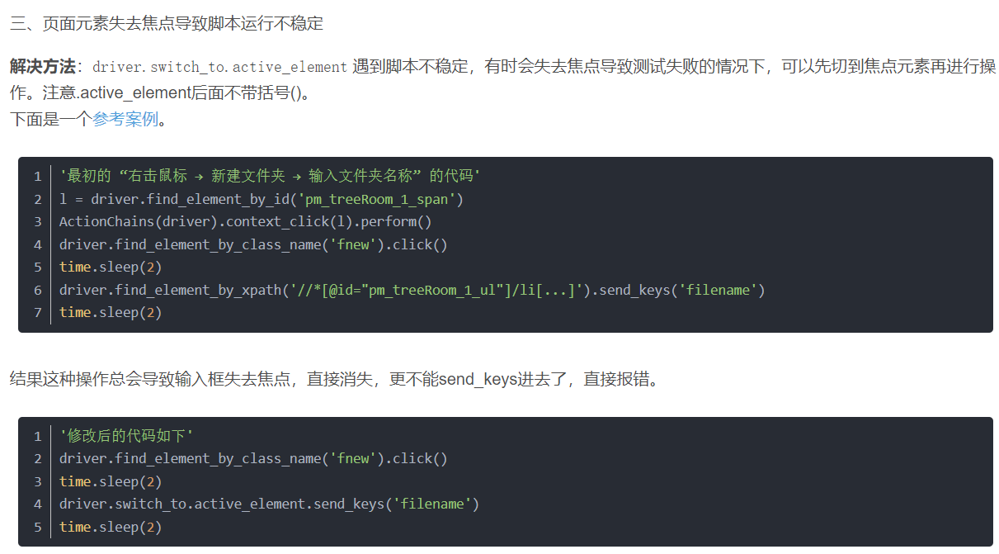 三、页面元素失去焦点导致脚本运行不稳定
解决方法：driver.switch_to.active_element 遇到脚本不稳定，有时会失去焦点导致测试失败的情况下，可以先切到焦点元素再进行操
作。注意.active_element后面不带括号()。
下面是一个参考案例。
1 '最初的 “右击鼠标 → 新建文件夹 → 输入文件夹名称” 的代码'
2 l = driver.find_element_by_id('pm_treeRoom_1_span')
3 ActionChains(driver).context_click(l).perform()
4 driver.find_element_by_class_name('fnew').click()
5 time.sleep(2)
6 driver.find_element_by_xpath('//*[@id="pm_treeRoom_1_ul"]/li[...]').send_keys('filename')
7 time.sleep(2)
结果这种操作总会导致输入框失去焦点，直接消失，更不能send_keys进去了，直接报错。
1 '修改后的代码如下'
2 driver.find_element_by_class_name('fnew').click()
3 time.sleep(2)
4 driver.switch_to.active_element.send_keys('filename')
5 time.sleep(2)